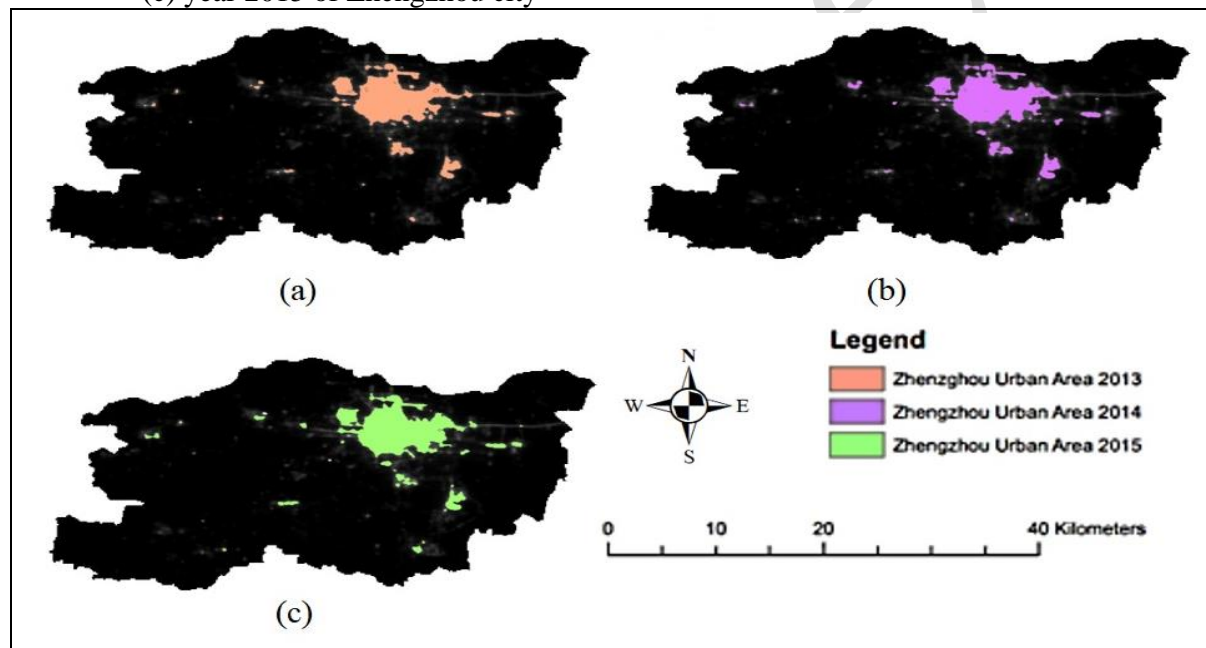 (c) year 2015 of Zhengzhou city
(a)
(b)
Legend
Zhenzghou Urban Area 2013
Zhengzhou Urban Area 2014
Zhengzhou Urban Area 2015
N
W E
S
0 10 20 40 Kilometers
(c)